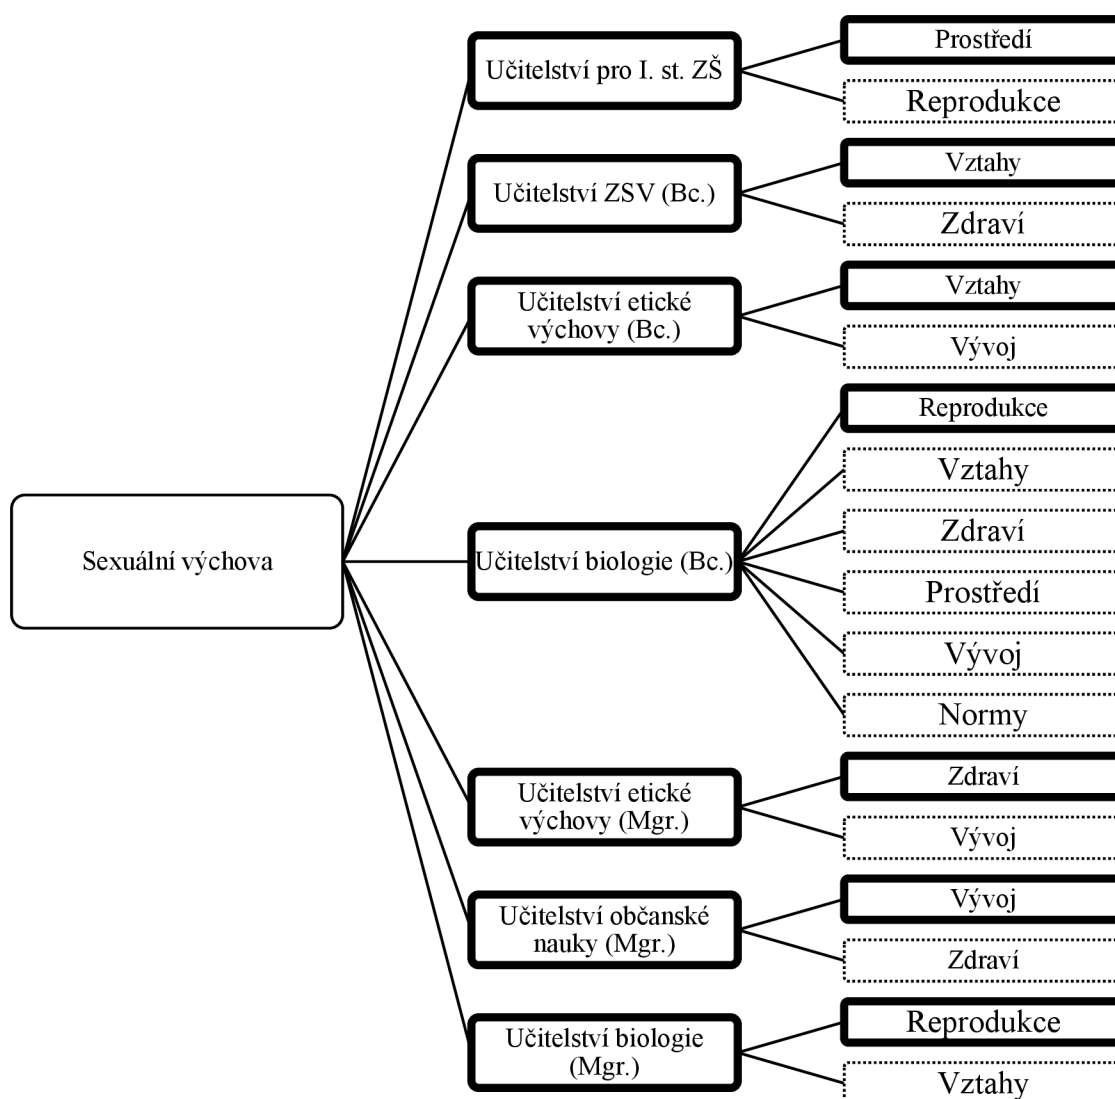 Sexuální výchova
Učitelství pro I. st. ZŠ
Prostředí
Reprodukce
Učitelství ZSV (Bc.)
Vztahy
Zdraví
Učitelství etické
výchovy (Bc.)
Vztahy
Vývoj
Učitelství biologie (Bc.)
Reprodukce
Vztahy
Zdraví
Prostředí
Vývoj
Normy
Učitelství etické
výchovy (Mgr.)
Zdraví
Vývoj
Učitelství občanské
nauky (Mgr.)
Vývoj
Zdraví
Učitelství biologie
(Mgr.)
Reprodukce
Vztahy